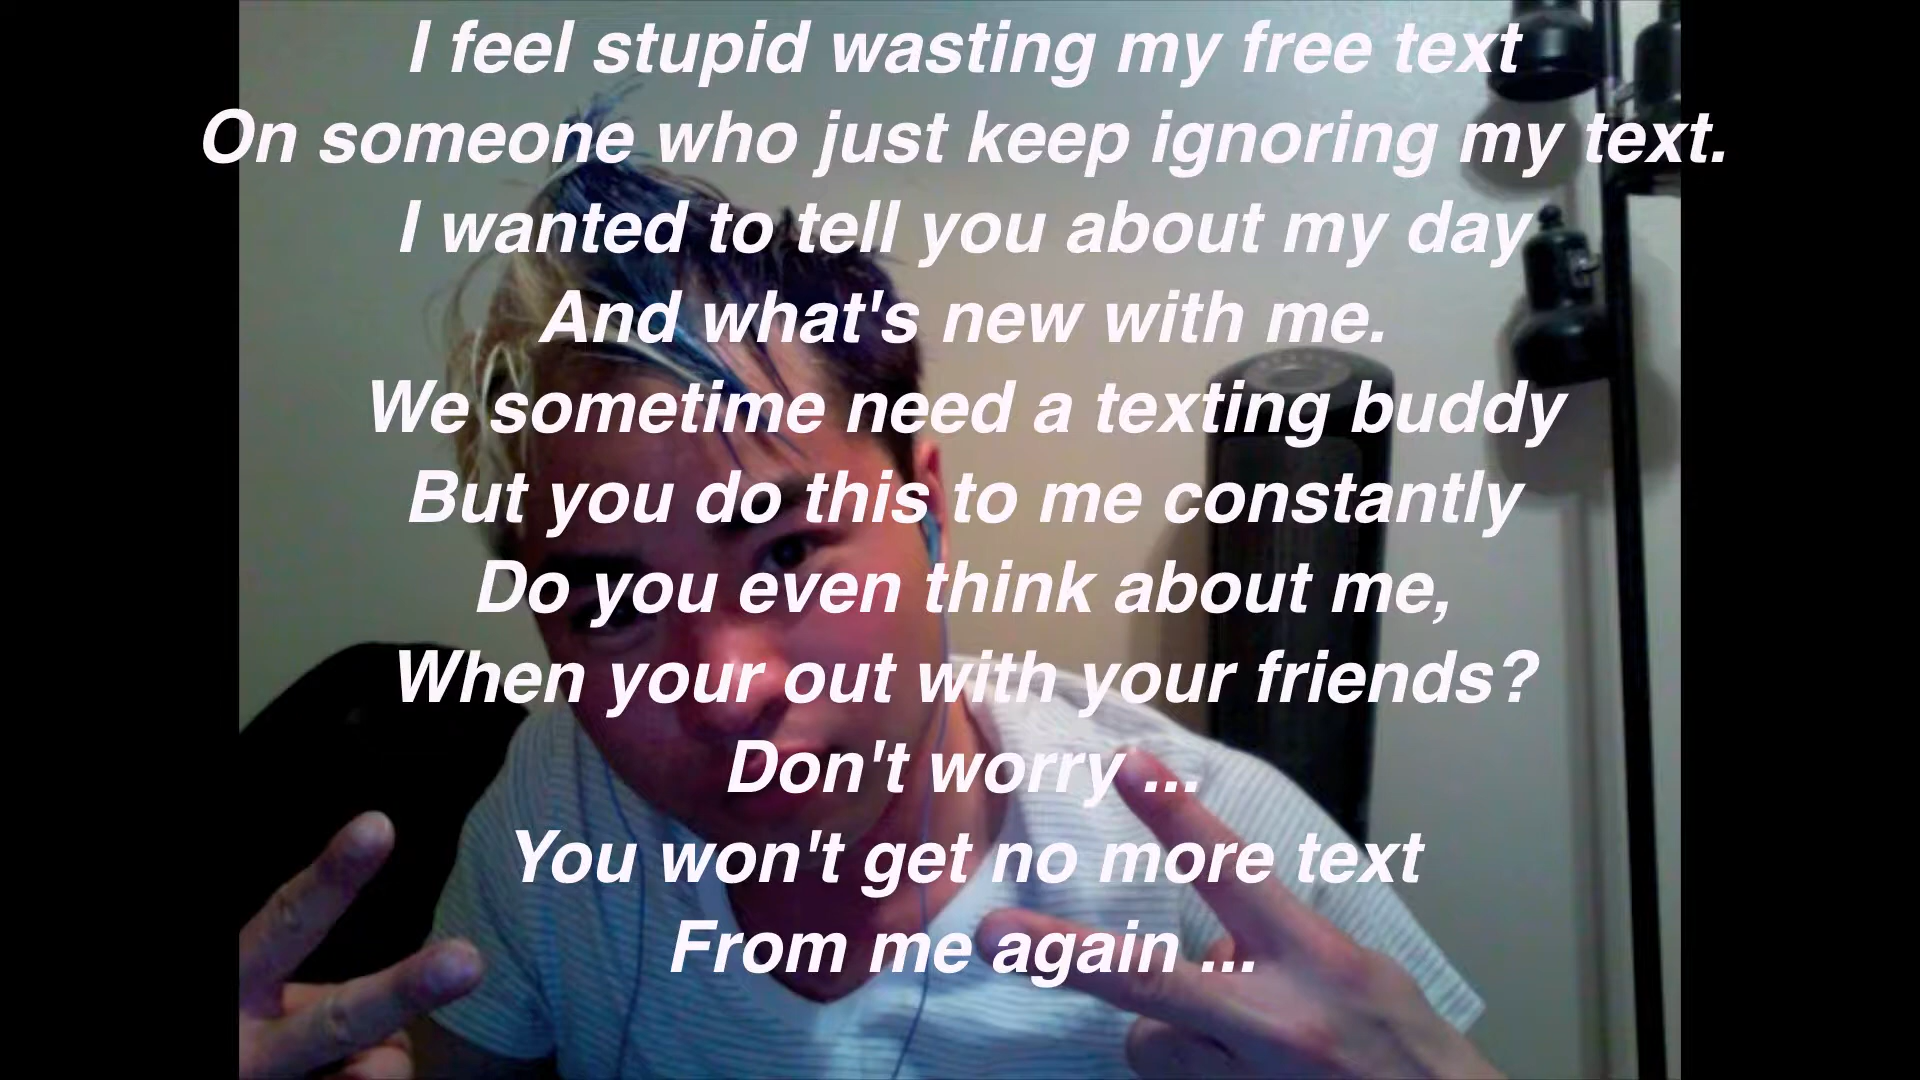 I feel stupid wasting my free text
On someone who just keep ignoring my text.
I wanted to tell you about my day
And what's new with me.
We sometime need a texting buddy
But you do this to me constantly
Do you even think about me,
When your out with your friends?
Don't worry ...
You won't get no more text
From me again ...